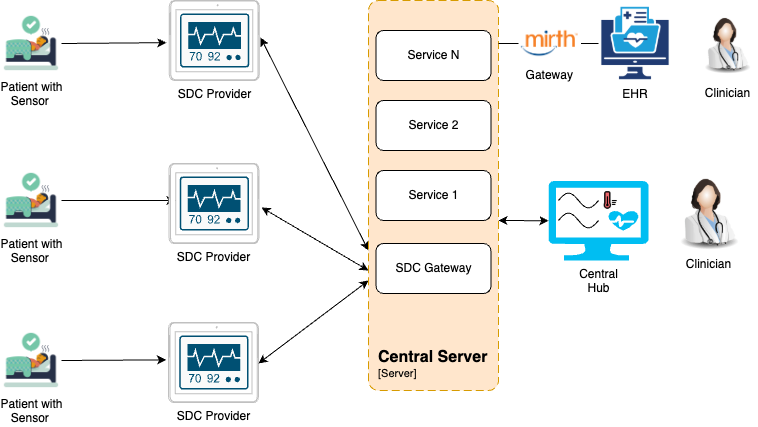 70 92
Patient with
Sensor
SDC Provider
Service N
mirth
Gateway
EHR
Clinician
Service 2
70 92
Patient with
Sensor
SDC Provider
Service 1
SDC Gateway
Central
Hub
Clinician
70 92
Patient with
Sensor
SDC Provider
Central Server
[Server]